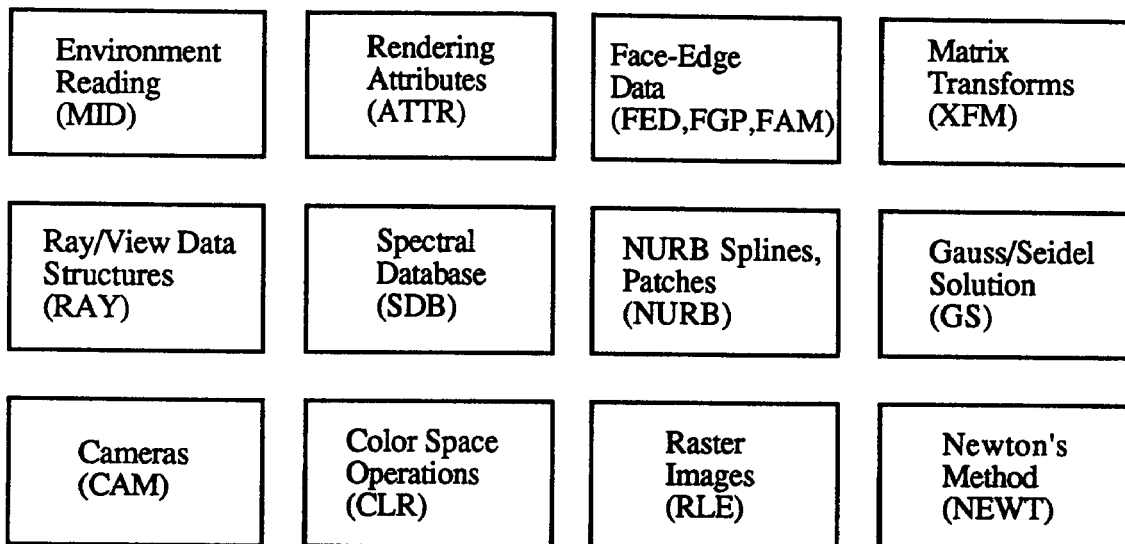 Environment
Reading
(MID)
Rendering
Attributes
(ATTR)
Face-Edge
Data
(FED,FGP,FAM)
Matrix
Transforms
(XFM)
Ray/View Data
Structures
(RAY)
Spectral
Database
(SDB)
NURB Splines,
Patches
(NURB)
Gauss/Seidel
Solution
(GS)
Cameras
(CAM)
Color Space
Operations
(CLR)
Raster
Images
(RLE)
Newton's
Method
(NEWT)